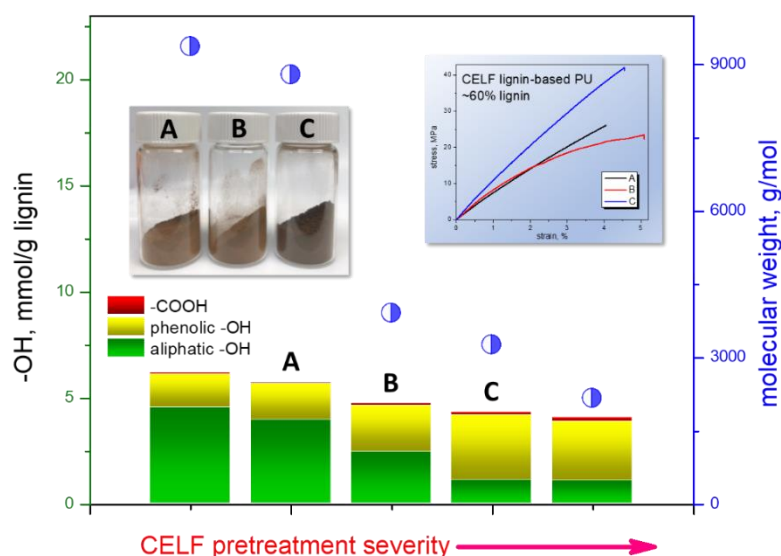 -OH, mmol/g lignin
20
15
10
5
0
A B C
CELF lignin-based PU
~60% lignin
stress, MPa
40
30
20
10
0
0 1 2 3 4 5
strain, %
A
B
C
-COOH
phenolic -OH
aliphatic -OH
A
B
C
9000
6000
3000
0
molecular weight, g/mol
CELF pretreatment severity